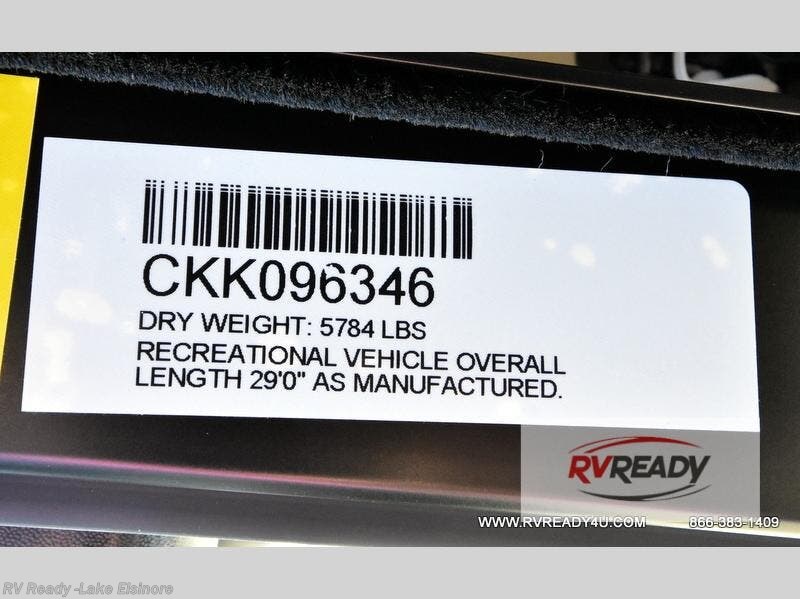 CKK096346
DRY WEIGHT: 5784 LBS
RECREATIONAL VEHICLE OVERALL
LENGTH 29'0" AS MANUFACTURED.
RVREADY
WWW.RVREADY4U.COM 866-383-1409
RV Ready -Lake Elsinore